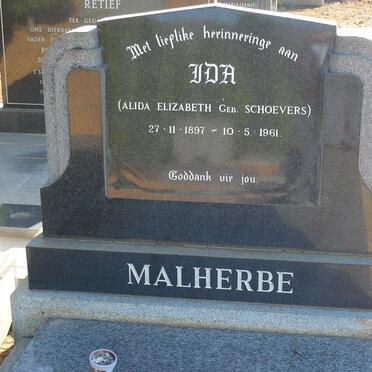 RETIEF
Met lieflike herinneringe aan
IDA
(ALIDA ELIZABETH GEB. SCHOEVERS)
27·11·1897 - 10·5·1961.
Goddank vir jou.
MALHERBE